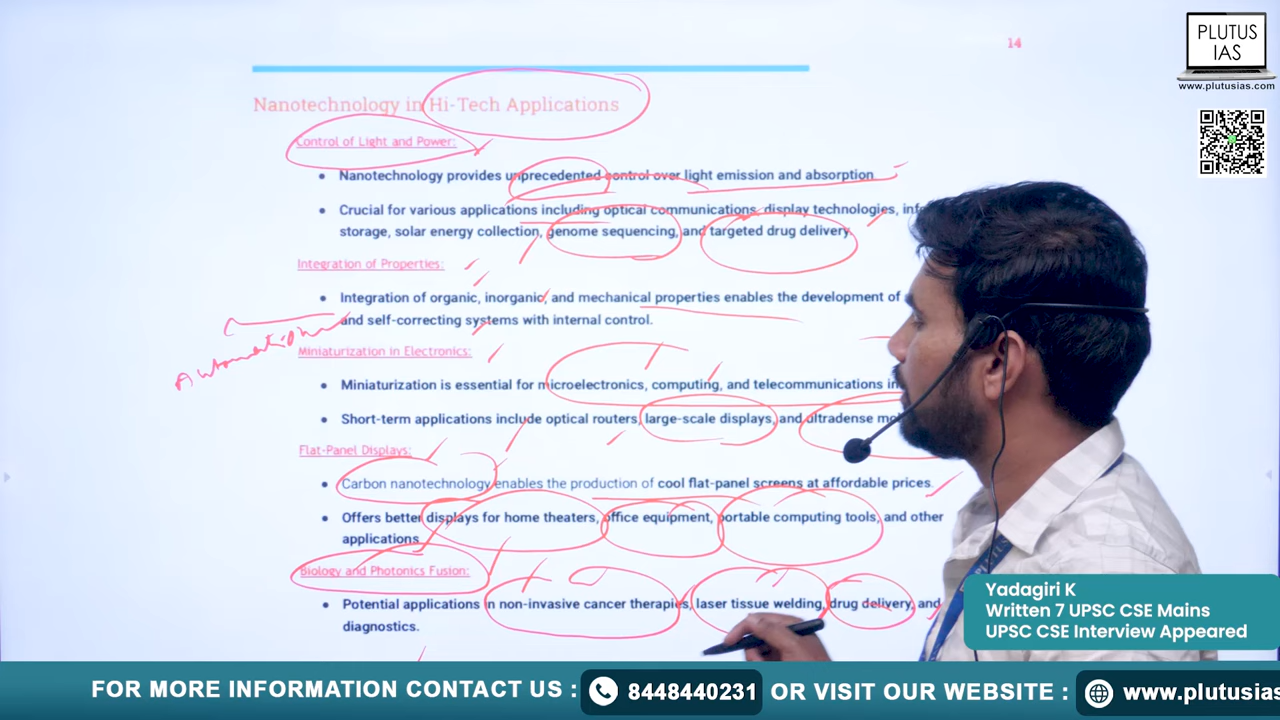 14
PLUTUS
IAS
www.plutusias.com
Nanotechnology in Hi-Tech Applications
Control of Light and Power:
• Nanotechnology provides unprecedented control over light emission and absorption
• Crucial for various applications including optical communications, display technologies,
storage, solar energy collection, genome sequencing, and targeted drug delivery.
Integration of Properties:
• Integration of organic, inorganic, and mechanical properties enables the development of
and self-correcting systems with internal control.
Automation
Miniaturization in Electronics:
• Miniaturization is essential for microelectronics, computing, and telecommunications
• Short-term applications include optical routers, large-scale displays, and ultradense
Flat-Panel Displays:
• Carbon nanotechnology enables the production of cool flat-panel screens at affordable prices.
• Offers better displays for home theaters, office equipment, portable computing tools, and other
applications.
Biology and Photonics Fusion:
• Potential applications in non-invasive cancer therapies, laser tissue welding, drug delivery, and
diagnostics.
Yadagiri K
Written 7 UPSC CSE Mains
UPSC CSE Interview Appeared
FOR MORE INFORMATION CONTACT US : 8448440231 OR VISIT OUR WEBSITE : www.plutusias